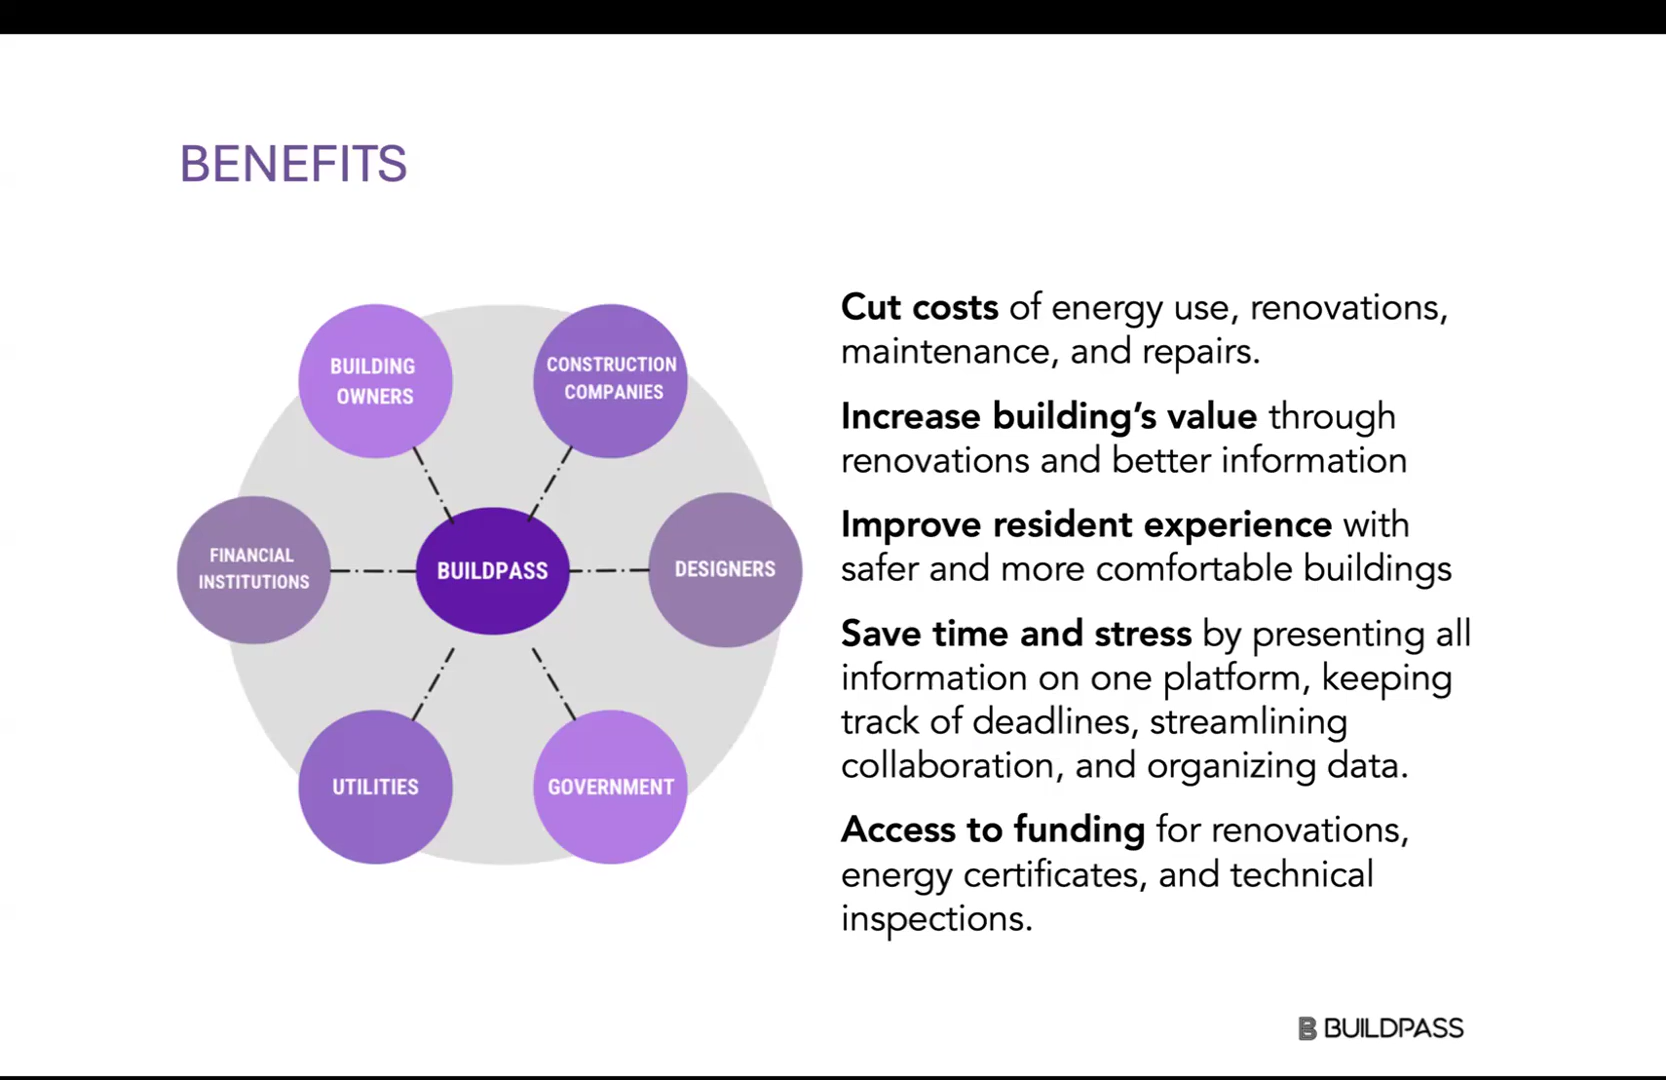 BENEFITS
BUILDING
OWNERS
CONSTRUCTION
COMPANIES
FINANCIAL
INSTITUTIONS
BUILDPASS
DESIGNERS
UTILITIES
GOVERNMENT
Cut costs of energy use, renovations,
maintenance, and repairs.
Increase building’s value through
renovations and better information
Improve resident experience with
safer and more comfortable buildings
Save time and stress by presenting all
information on one platform, keeping
track of deadlines, streamlining
collaboration, and organizing data.
Access to funding for renovations,
energy certificates, and technical
inspections.
BUILDPASS